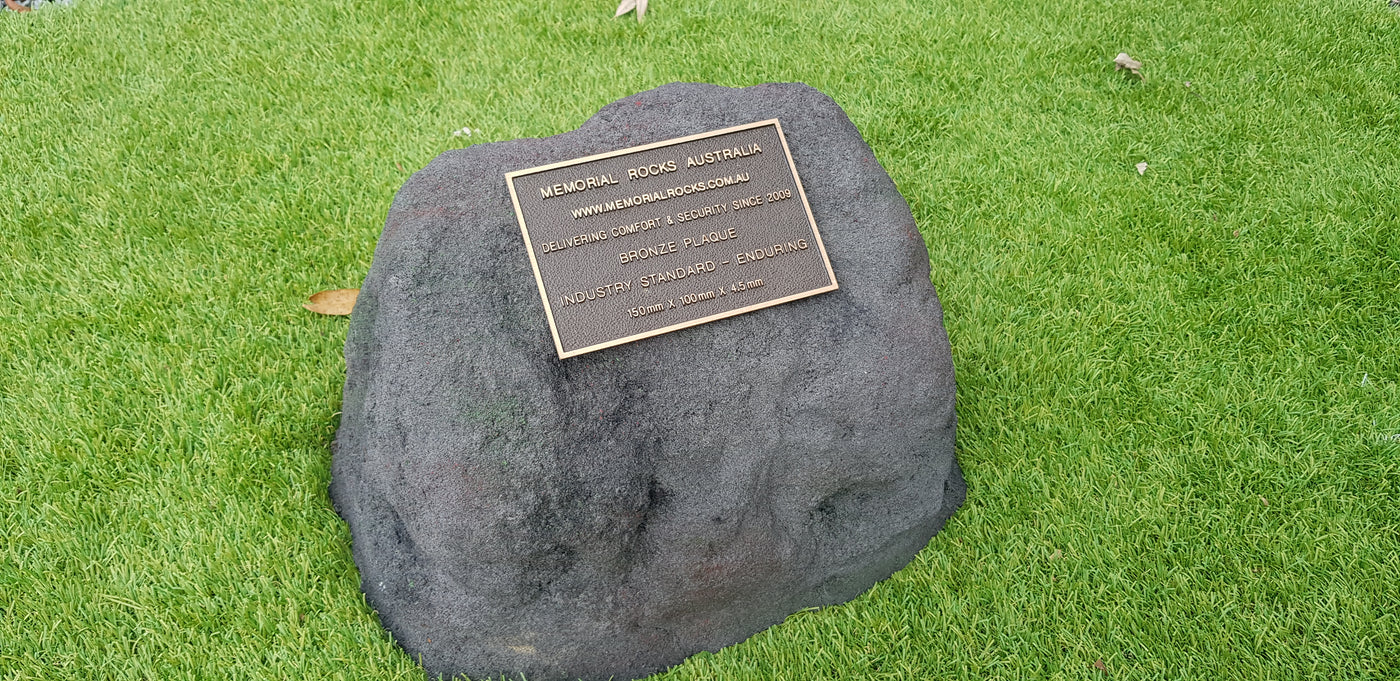 MEMORIAL ROCKS AUSTRALIA
WWW.MEMORIALROCKS.COM.AU
DELIVERING COMFORT & SECURITY SINCE 2009
BRONZE PLAQUE
INDUSTRY STANDARD - ENDURING
150mm X 100mm X 4.5mm